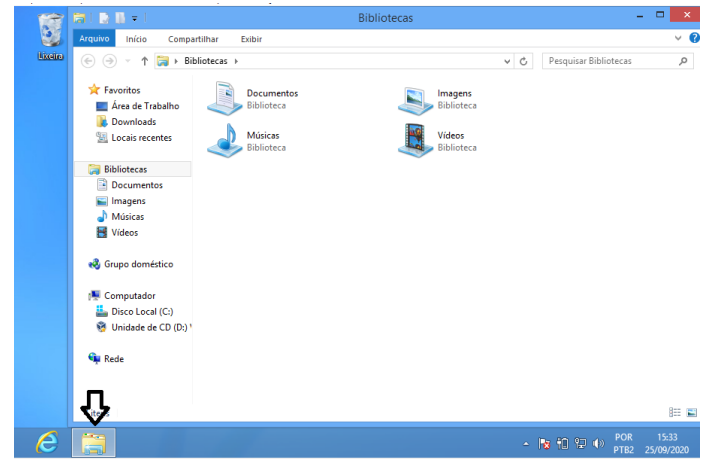 Bibliotecas
Lixeira
Arquivo Início Compartilhar Exibir
Bibliotecas
Pesquisar Bibliotecas
Favoritos
Área de Trabalho
Downloads
Locais recentes
Bibliotecas
Documentos
Imagens
Músicas
Vídeos
Grupo doméstico
Computador
Disco Local (C:)
Unidade de CD (D:)
Rede
Documentos
Biblioteca
Imagens
Biblioteca
Músicas
Biblioteca
Vídeos
Biblioteca
POR 15:33
PTB2 25/09/2020